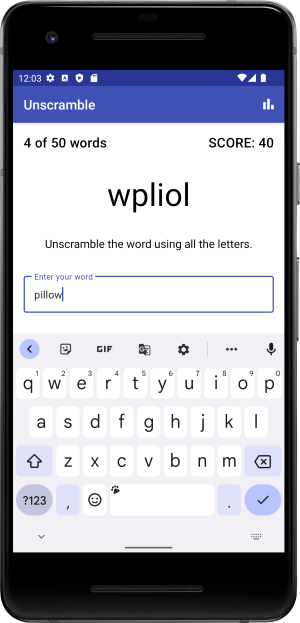 12:03
Unscramble
4 of 50 words SCORE: 40
wpliol
Unscramble the word using all the letters.
Enter your word
pillow
GIF
1 2 3 4 5 6 7 8 9 0
q w e r t y u i o p
a s d f g h j k l
z x c v b n m
?123 , .